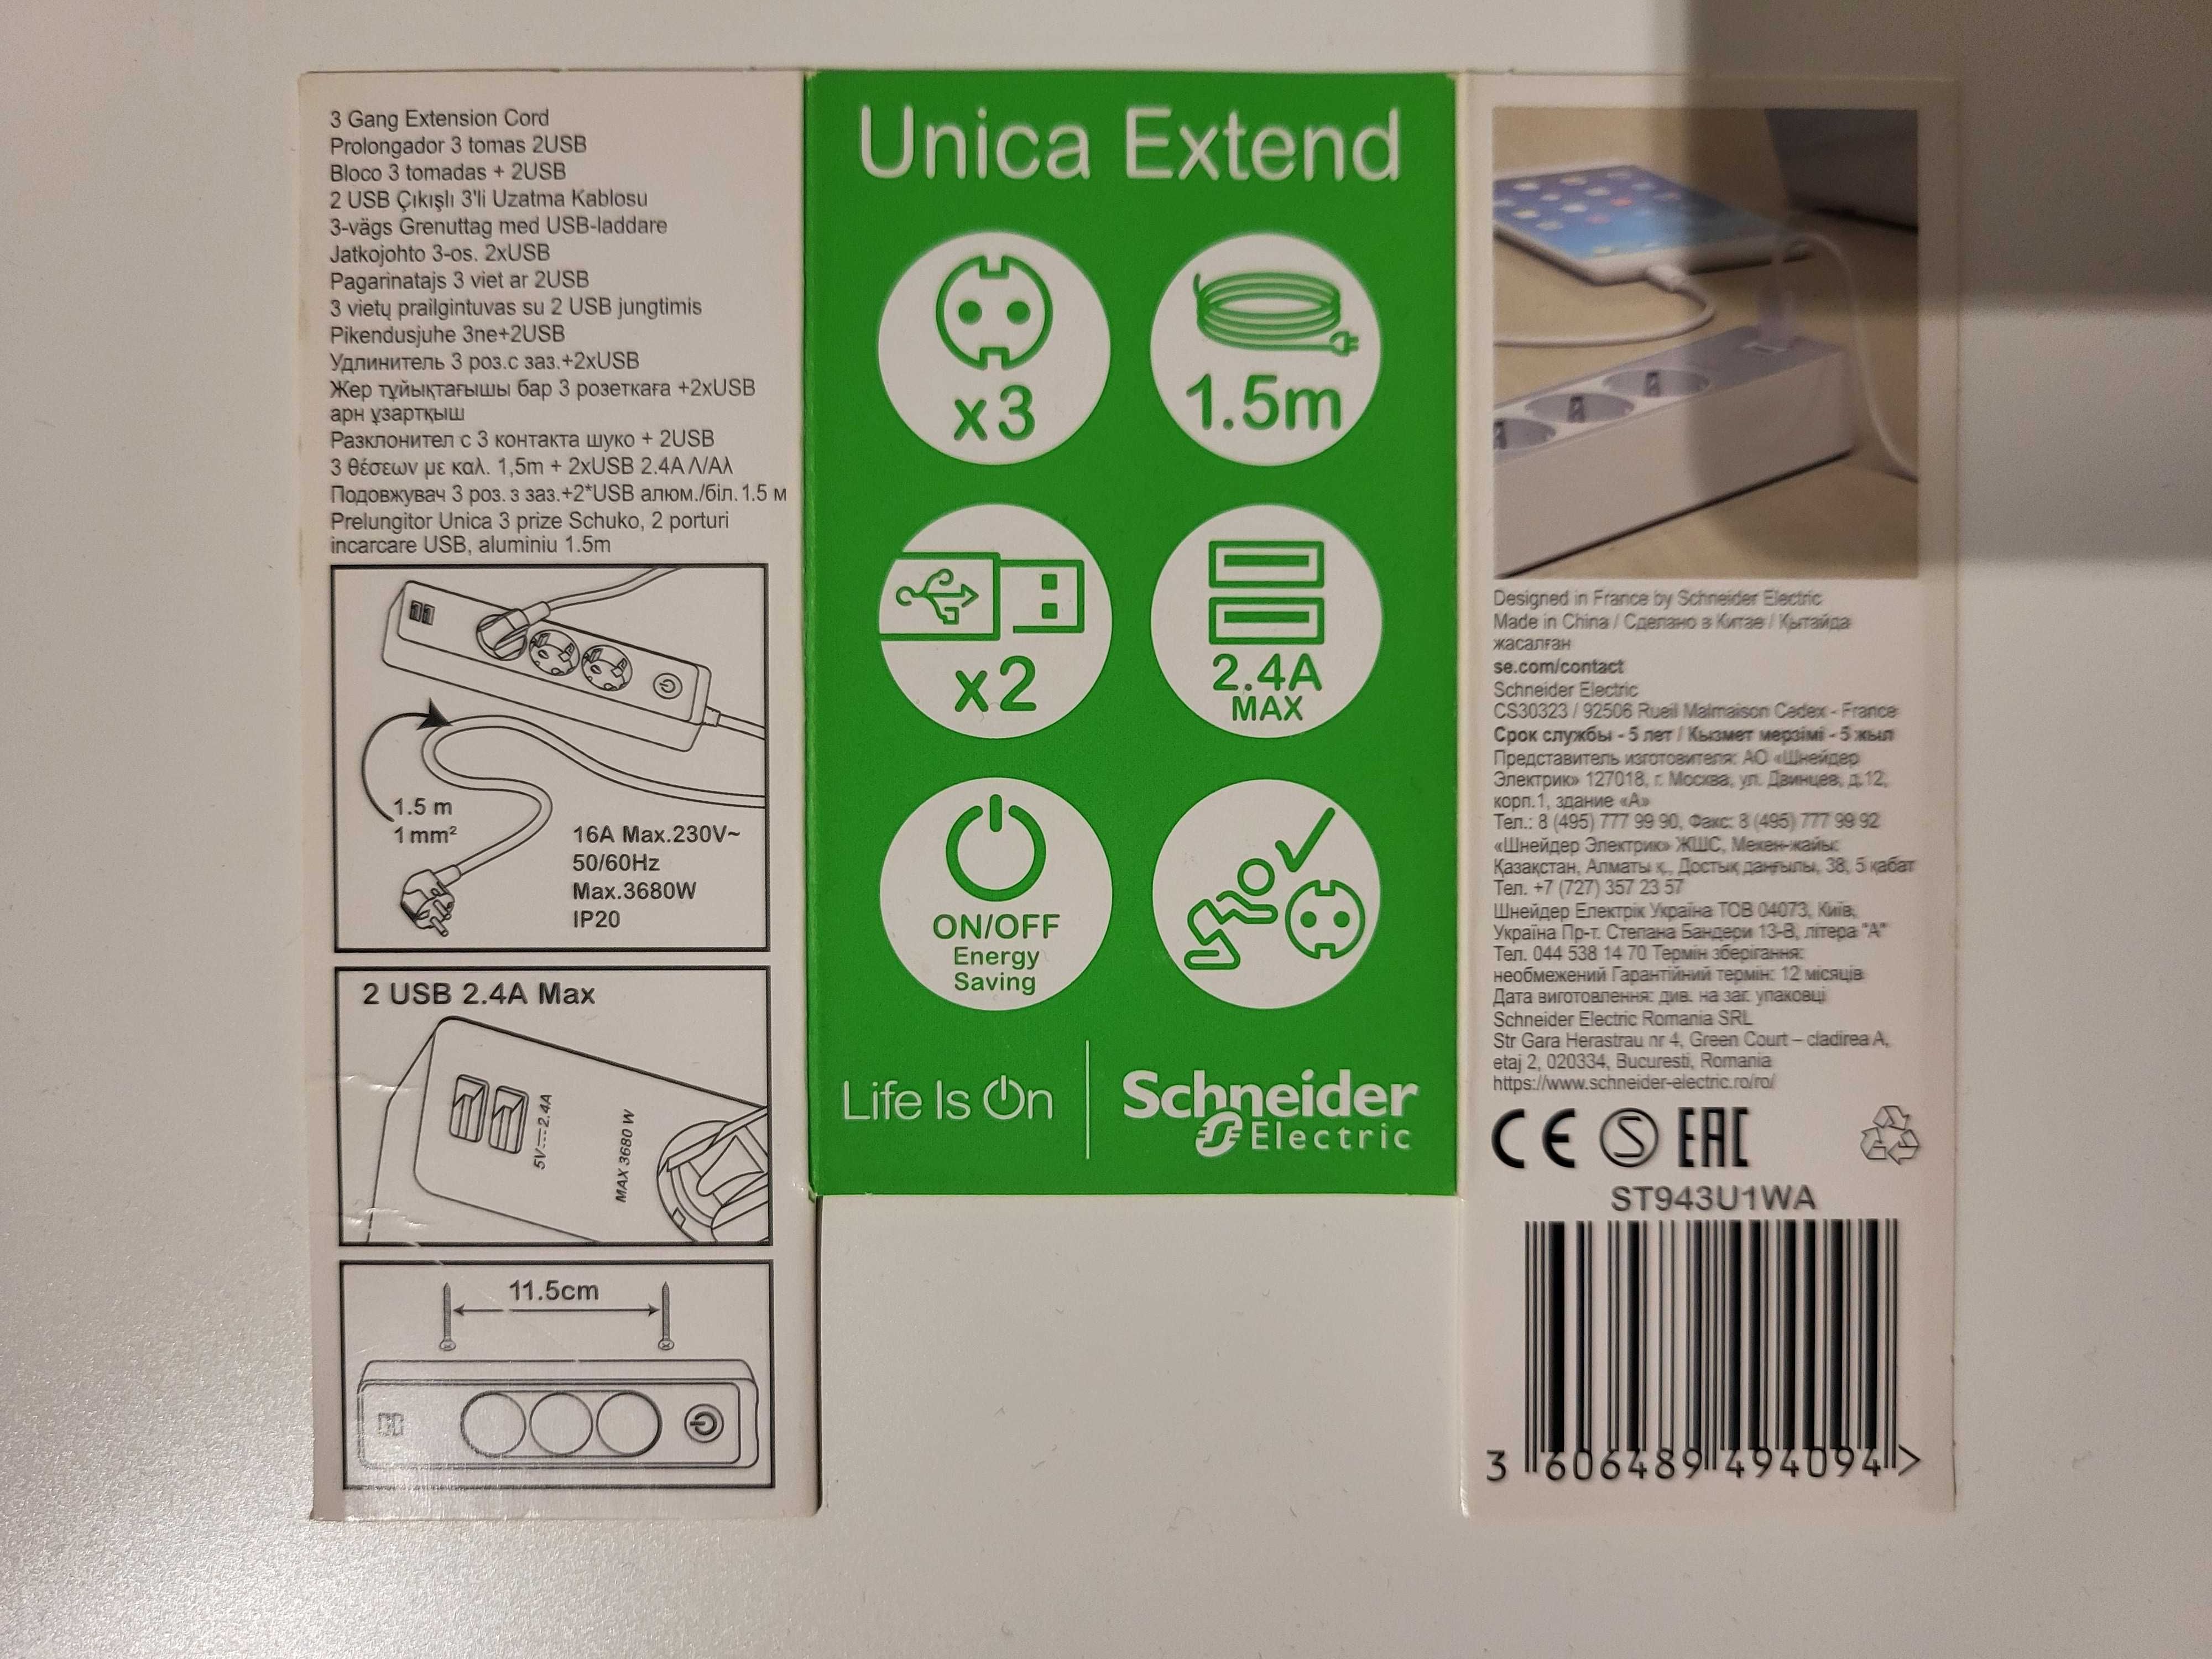 3 Gang Extension Cord
Prolongador 3 tomas 2USB
Bloco 3 tomadas + 2USB
2 USB Çıkışlı 3'li Uzatma Kablosu
3-vägs Grenuttag med USB-laddare
Jatkojohto 3-os. 2xUSB
Pagarinatajs 3 viet ar 2USB
3 vietų prailgintuvas su 2 USB jungtimis
Pikendusjuhe 3ne+2USB
Удлинитель 3 роз.с заз.+2xUSB
Жер тұйықтағышы бар 3 розеткаға +2xUSB
арн ұзартқыш
Разклонител с 3 контакта шуко + 2USB
3 θέσεων με καλ. 1,5m + 2xUSB 2.4A Λ/Αλ
Подовжувач 3 роз. з заз.+2*USB алюм./біл. 1.5 м
Prelungitor Unica 3 prize Schuko, 2 porturi
incarcare USB, aluminiu 1.5m
1.5 m
1 mm²
16A Max.230V~
50/60Hz
Max.3680W
IP20
2 USB 2.4A Max
5V⎓2.4A
MAX 3680 W
11.5cm
Unica Extend
x3
1.5m
x2
2.4A
MAX
ON/OFF
Energy
Saving
Life Is On
Schneider
Electric
Designed in France by Schneider Electric
Made in China / Сделано в Китае / Қытайда
жасалған
se.com/contact
Schneider Electric
CS30323 / 92506 Rueil Malmaison Cedex - France
Срок службы - 5 лет / Кызмет мерзімі - 5 жыл
Представитель изготовителя: АО «Шнейдер
Электрик» 127018, г. Москва, ул. Двинцев, д.12,
корп.1, здание «А»
Тел.: 8 (495) 777 99 90, Факс: 8 (495) 777 99 92
«Шнейдер Электрик» ЖШС, Мекен-жайы:
Қазақстан, Алматы қ., Достық даңғылы, 38, 5 қабат
Тел. +7 (727) 357 23 57
Шнейдер Електрік Україна ТОВ 04073, Київ,
Україна Пр-т. Степана Бандери 13-В, літера "А"
Тел. 044 538 14 70 Термін зберігання:
необмежений Гарантійний термін: 12 місяців
Дата виготовлення: див. на заг. упаковці
Schneider Electric Romania SRL
Str Gara Herastrau nr 4, Green Court – cladirea A,
etaj 2, 020334, Bucuresti, Romania
https://www.schneider-electric.ro/ro/
CE S EAC
ST943U1WA
3 606489 494094 >